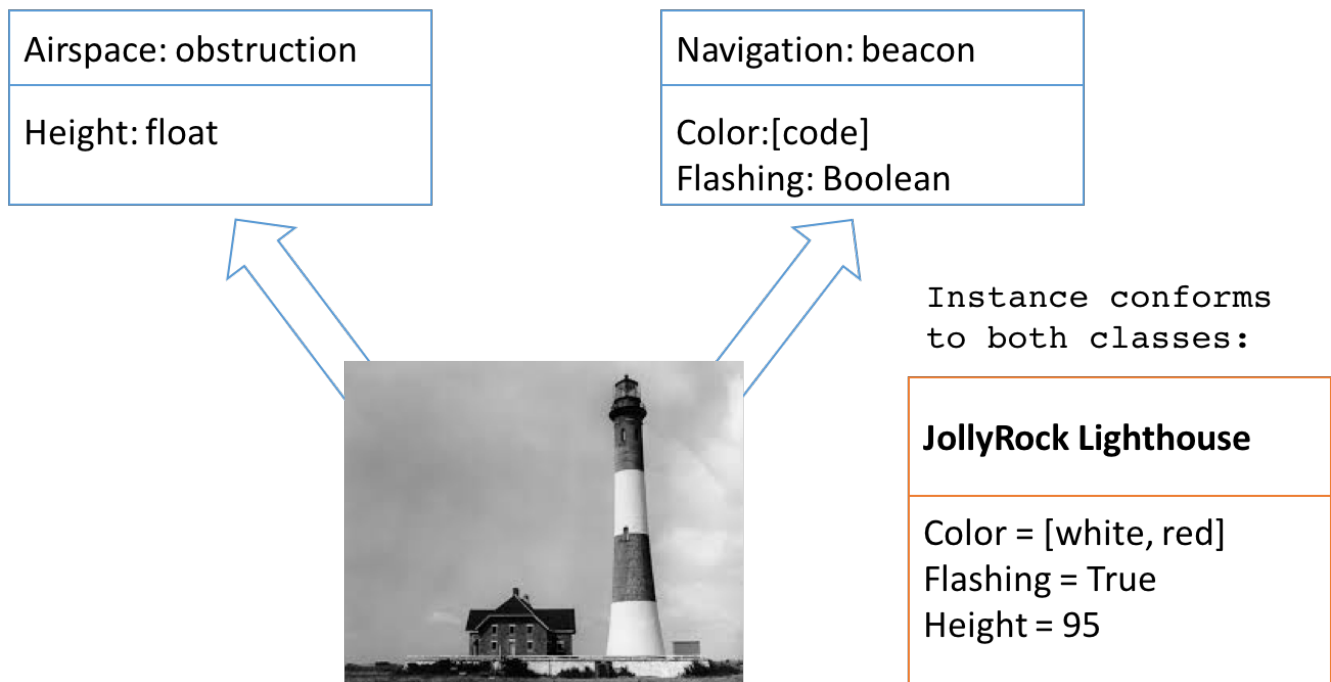 Airspace: obstruction
Height: float
Navigation: beacon
Color:[code]
Flashing: Boolean
Instance conforms
to both classes:
JollyRock Lighthouse
Color = [white, red]
Flashing = True
Height = 95